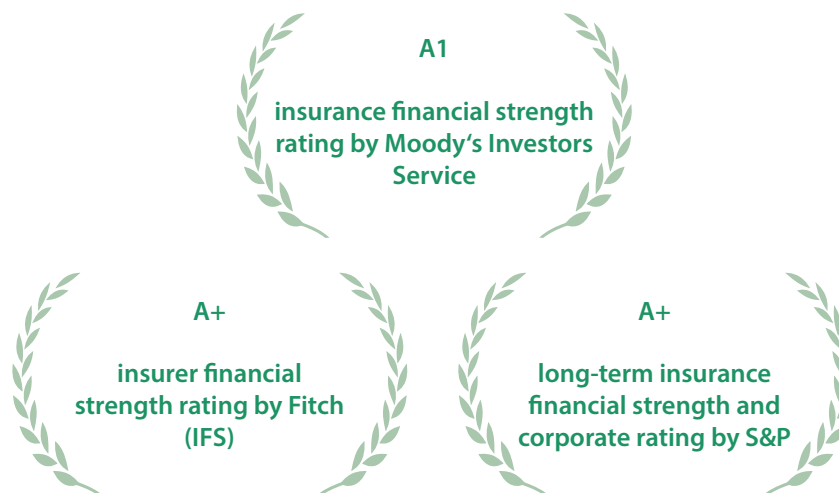 A1
insurance financial strength
rating by Moody‘s Investors
Service
A+
insurer financial
strength rating by Fitch
(IFS)
A+
long-term insurance
financial strength and
corporate rating by S&P